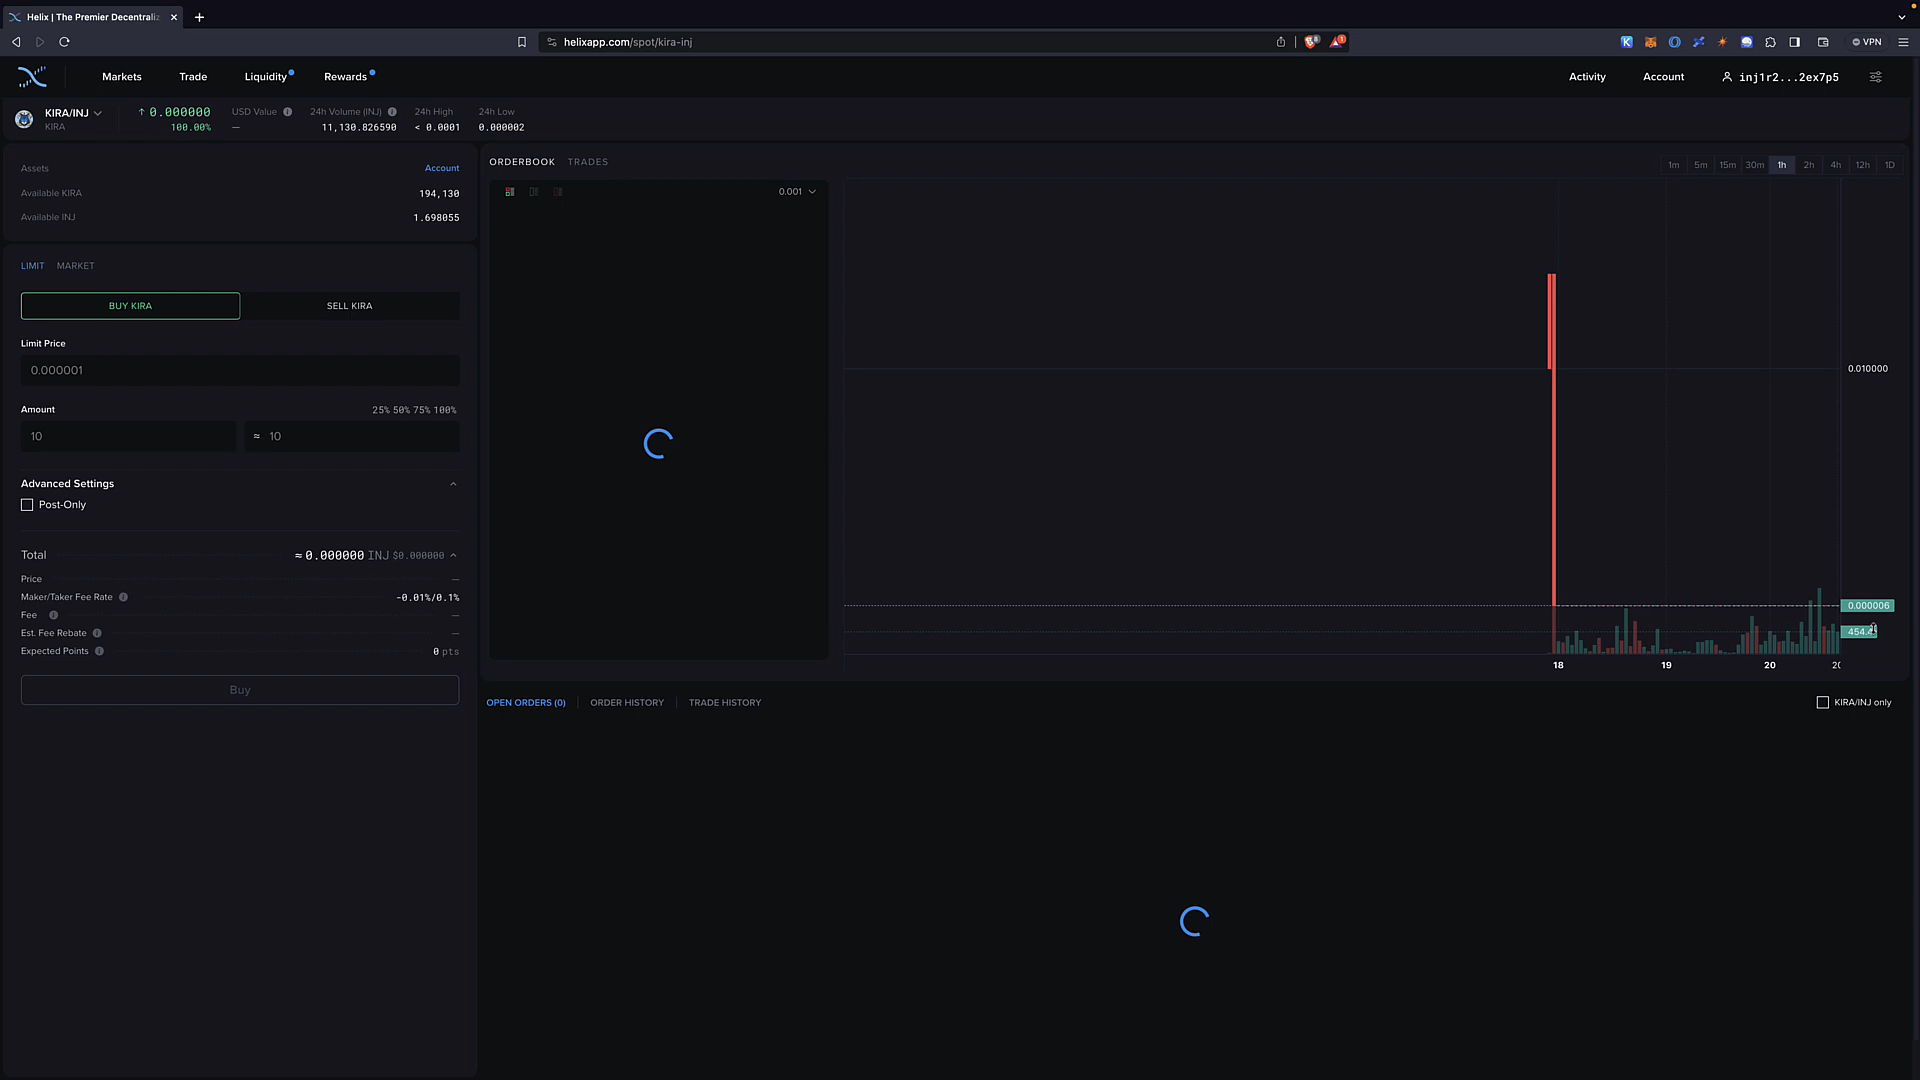 Helix | The Premier Decentraliz
helixapp.com/spot/kira-inj
VPN
Markets Trade Liquidity Rewards Activity Account inj1r2...2ex7p5
KIRA/INJ
KIRA
↑ 0.000000
100.00%
USD Value
—
24h Volume (INJ)
11,130.826590
24h High
< 0.0001
24h Low
0.000002
Assets Account
Available KIRA 194,130
Available INJ 1.698055
LIMIT MARKET
BUY KIRA SELL KIRA
Limit Price
0.000001
Amount 25% 50% 75% 100%
10 ≈ 10
Advanced Settings
Post-Only
Total ≈ 0.000000 INJ $0.000000
Price —
Maker/Taker Fee Rate -0.01%/0.1%
Fee —
Est. Fee Rebate —
Expected Points 0 pts
Buy
ORDERBOOK TRADES
0.001
1m 5m 15m 30m 1h 2h 4h 12h 1D
0.010000
0.000006
18 19 20
OPEN ORDERS (0) ORDER HISTORY TRADE HISTORY KIRA/INJ only